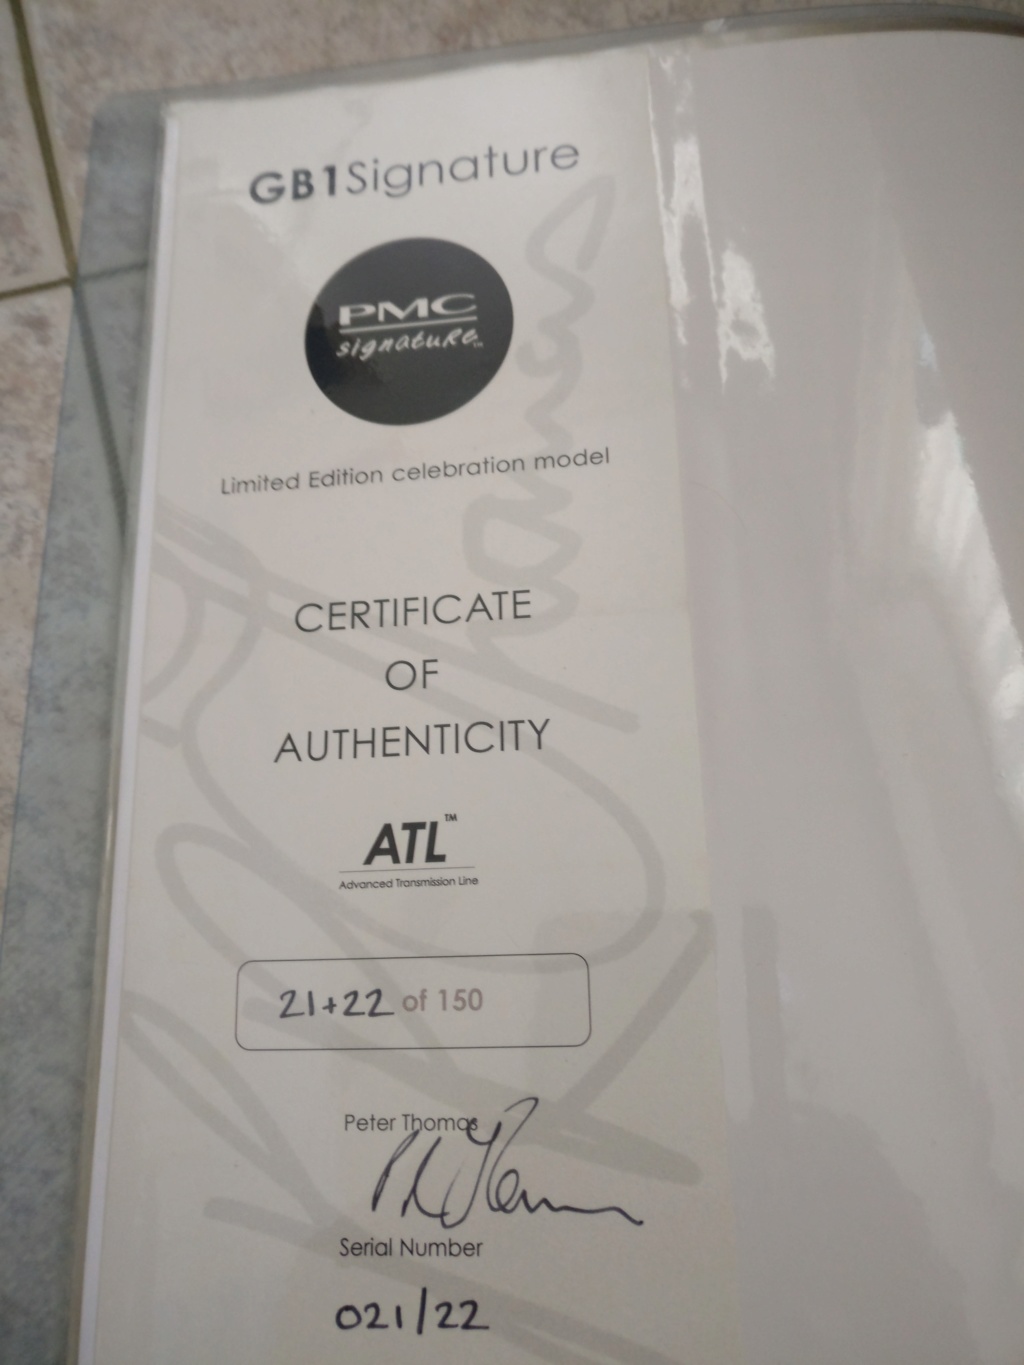 GB1Signature
PMC
signature™
Limited Edition celebration model
CERTIFICATE
OF
AUTHENTICITY
ATL™
Advanced Transmission Line
21+22 of 150
Peter Thomas
Serial Number
021/22